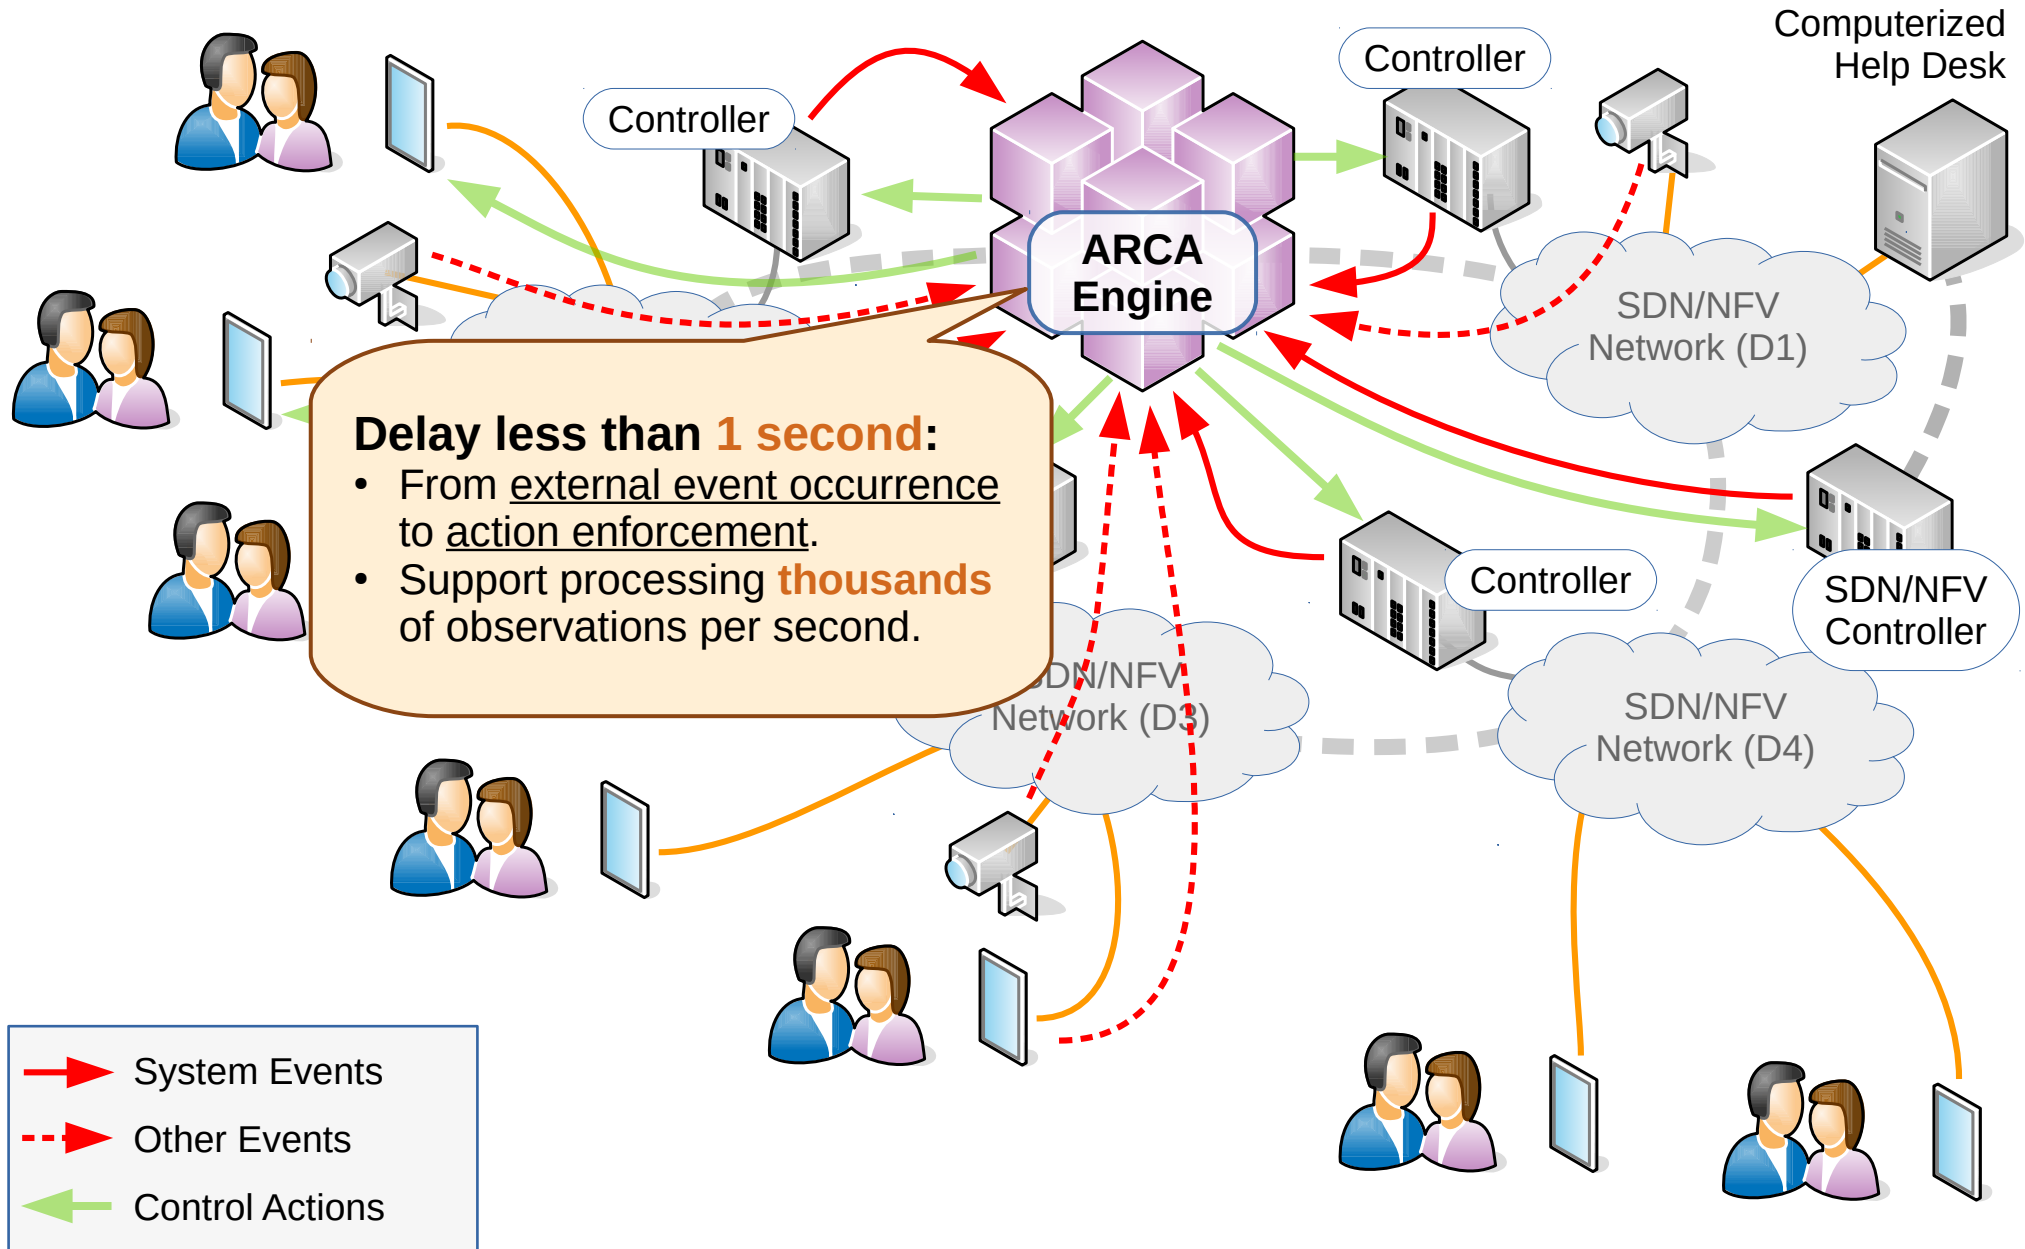 Computerized
Help Desk
Controller
Controller
ARCA
Engine
SDN/NFV
Network (D1)
Delay less than 1 second:
• From external event occurrence
to action enforcement.
• Support processing thousands
of observations per second.
Controller
SDN/NFV
Controller
SDN/NFV
Network (D3)
SDN/NFV
Network (D4)
System Events
Other Events
Control Actions